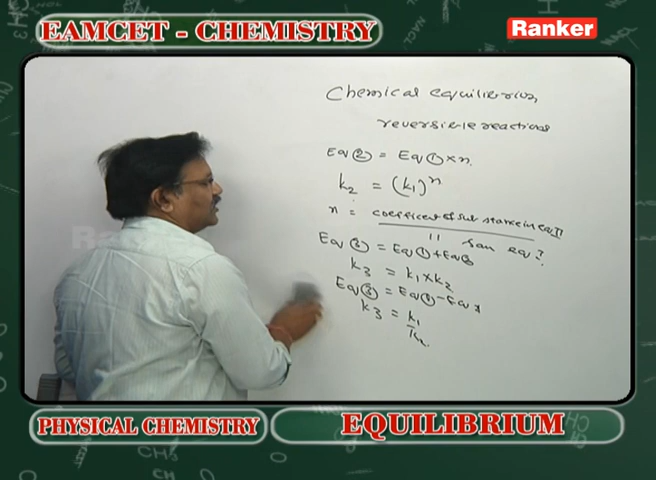 EAMCET - CHEMISTRY
Ranker
Chemical equilibrium,
reversible reactions
Eq ② = Eq ① × n.
k₂ = (k₁)ⁿ
n = coefficient of sub stance in eq II
" sam eq I
Eq ③ = Eq ① + Eq ②
k₃ = k₁ × k₂
Eq ③ = Eq ① - Eq 2
k₃ = k₁
k₂
PHYSICAL CHEMISTRY
EQUILIBRIUM